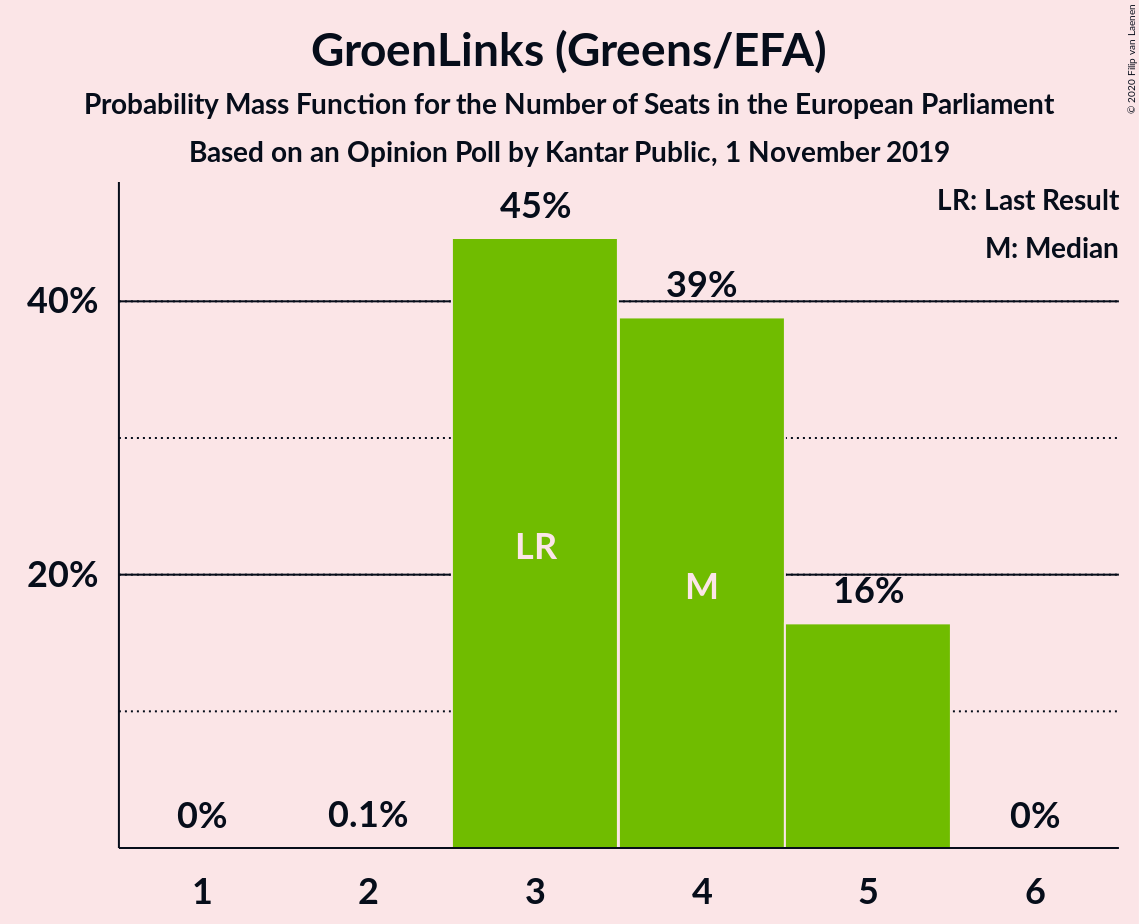 GroenLinks (Greens/EFA)
Probability Mass Function for the Number of Seats in the European Parliament
Based on an Opinion Poll by Kantar Public, 1 November 2019
© 2020 Filip van Laenen
LR: Last Result
M: Median
45%
39%
40%
LR
M
20%
16%
0%
0.1%
0%
1
2
3
4
5
6